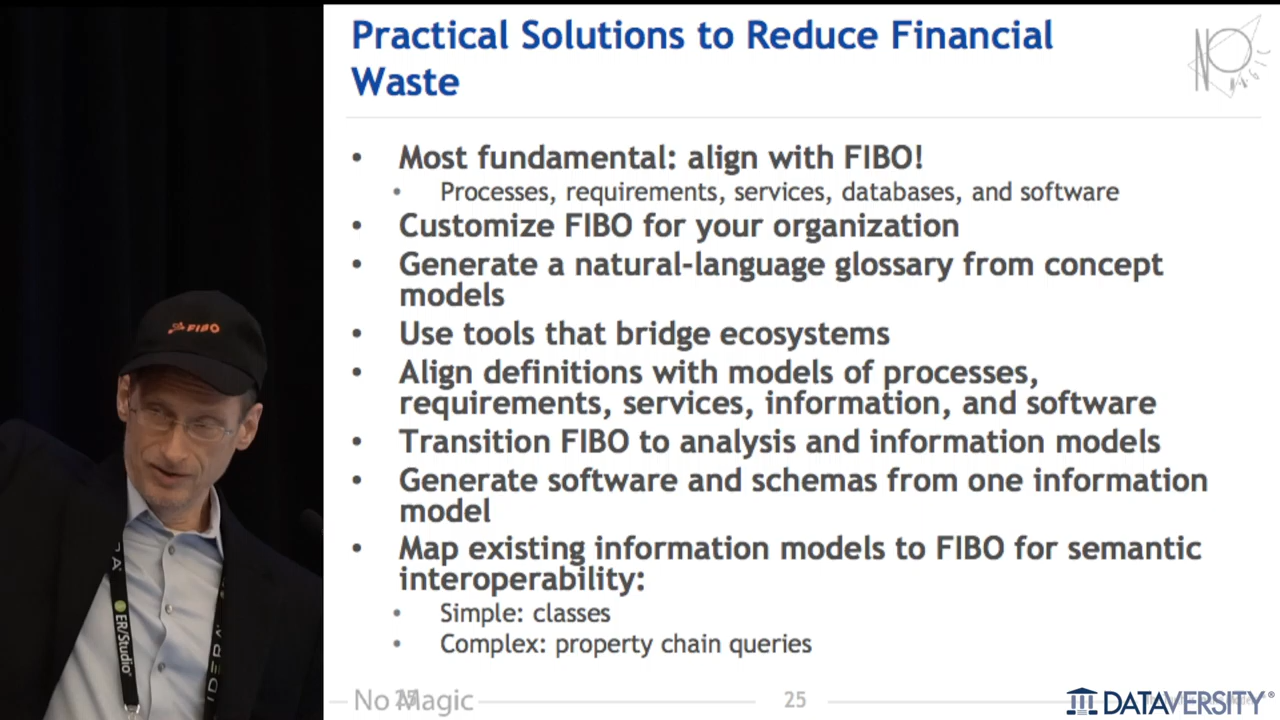 Practical Solutions to Reduce Financial
Waste
NO MAGIC
• Most fundamental: align with FIBO!
• Processes, requirements, services, databases, and software
• Customize FIBO for your organization
• Generate a natural-language glossary from concept
models
• Use tools that bridge ecosystems
• Align definitions with models of processes,
requirements, services, information, and software
• Transition FIBO to analysis and information models
• Generate software and schemas from one information
model
• Map existing information models to FIBO for semantic
interoperability:
• Simple: classes
• Complex: property chain queries
No Magic
25
25
DATAVERSITY®
FIBO
ER/Studio